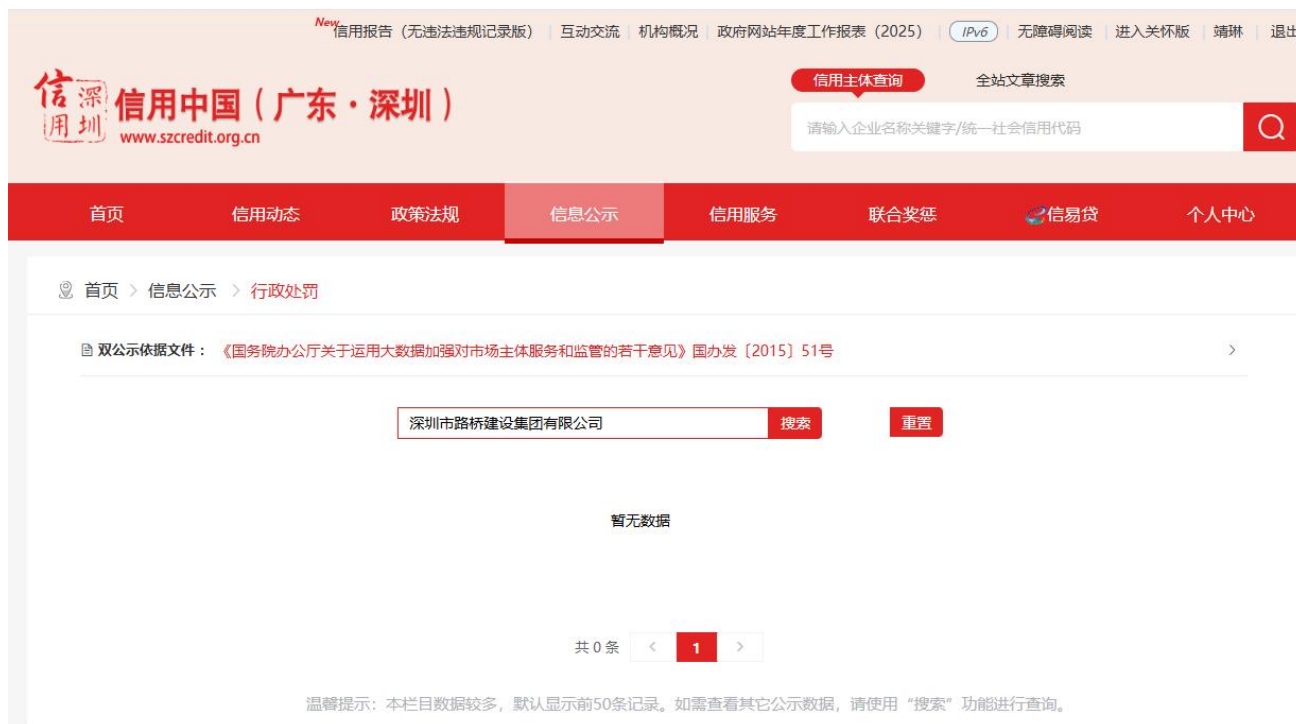 New
信用报告（无违法违规记录版） 互动交流 机构概况 政府网站年度工作报表（2025） IPv6 无障碍阅读 进入关怀版 靖琳 退出
信用 深圳
信用中国（广东·深圳）
www.szcredit.org.cn
信用主体查询 全站文章搜索
请输入企业名称关键字/统一社会信用代码
首页 信用动态 政策法规 信息公示 信用服务 联合奖惩 信易贷 个人中心
首页 > 信息公示 > 行政处罚
双公示依据文件： 《国务院办公厅关于运用大数据加强对市场主体服务和监管的若干意见》国办发〔2015〕51号 >
深圳市路桥建设集团有限公司 搜索 重置
暂无数据
共 0 条 < 1 >
温馨提示：本栏目数据较多，默认显示前50条记录。如需查看其它公示数据，请使用“搜索”功能进行查询。